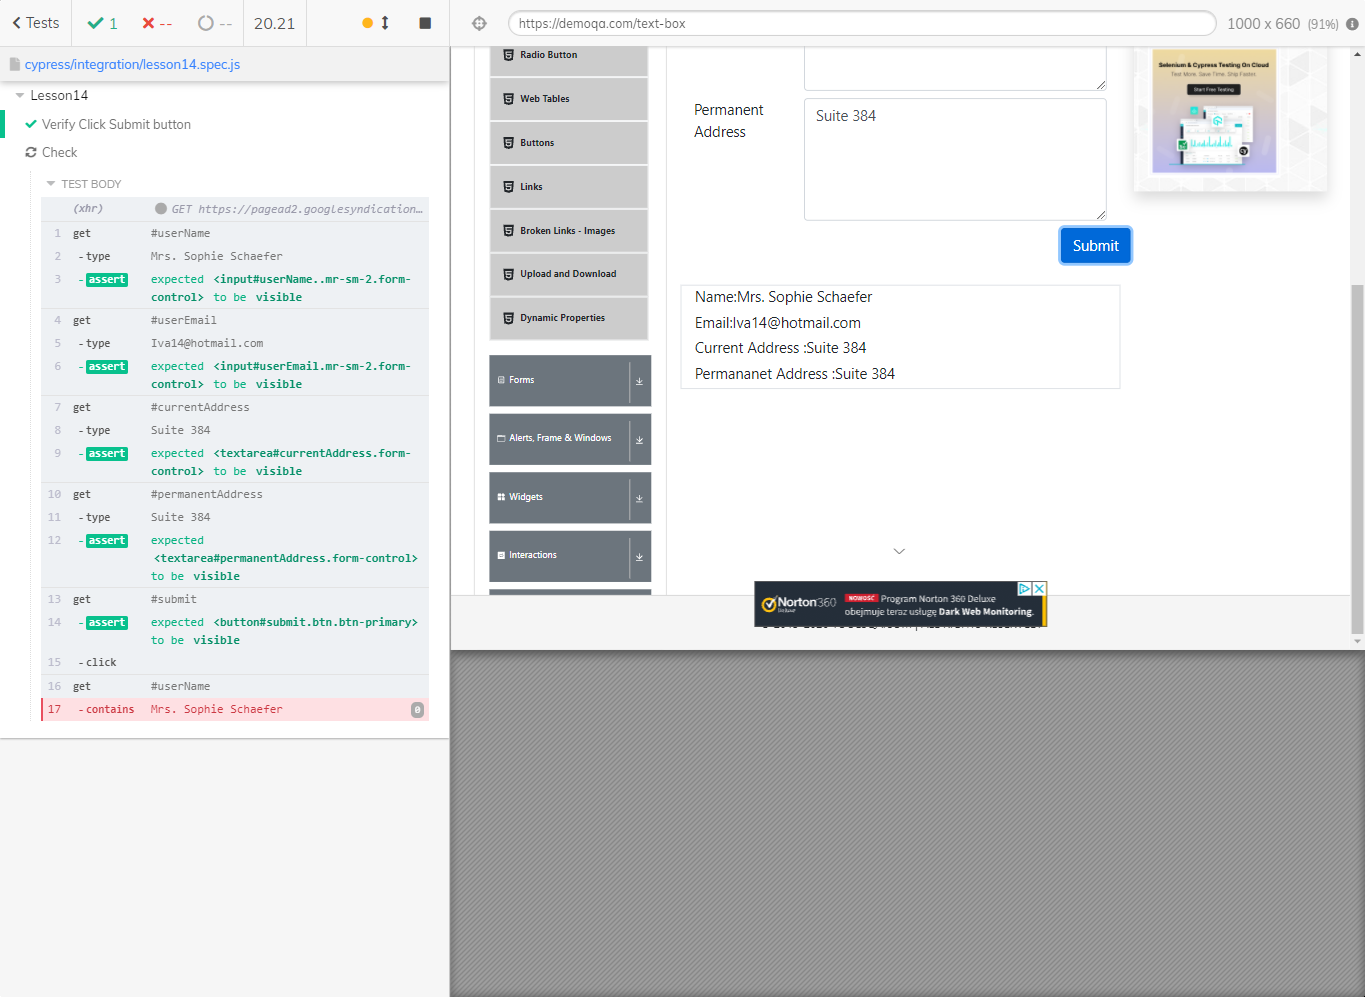 Tests
1
--
--
20.21
https://demoqa.com/text-box
1000 x 660 (91%)
cypress/integration/lesson14.spec.js
Lesson14
Verify Click Submit button
Check
TEST BODY
(xhr) GET https://pagead2.googlesyndication…
1 get #userName
2 -type Mrs. Sophie Schaefer
3 -assert expected <input#userName..mr-sm-2.form-
control> to be visible
4 get #userEmail
5 -type Iva14@hotmail.com
6 -assert expected <input#userEmail.mr-sm-2.form-
control> to be visible
7 get #currentAddress
8 -type Suite 384
9 -assert expected <textarea#currentAddress.form-
control> to be visible
10 get #permanentAddress
11 -type Suite 384
12 -assert expected
<textarea#permanentAddress.form-control>
to be visible
13 get #submit
14 -assert expected <button#submit.btn.btn-primary>
to be visible
15 -click
16 get #userName
17 -contains Mrs. Sophie Schaefer 0
Radio Button
Web Tables
Buttons
Links
Broken Links - Images
Upload and Download
Dynamic Properties
Forms
Alerts, Frame & Windows
Widgets
Interactions
Permanent
Address
Suite 384
Submit
Name:Mrs. Sophie Schaefer
Email:Iva14@hotmail.com
Current Address :Suite 384
Permananet Address :Suite 384
Selenium & Cypress Testing On Cloud
Test More. Save Time. Ship Faster.
Start Free Testing
Norton360
Deluxe
NOWOŚĆ Program Norton 360 Deluxe
obejmuje teraz usługę Dark Web Monitoring.